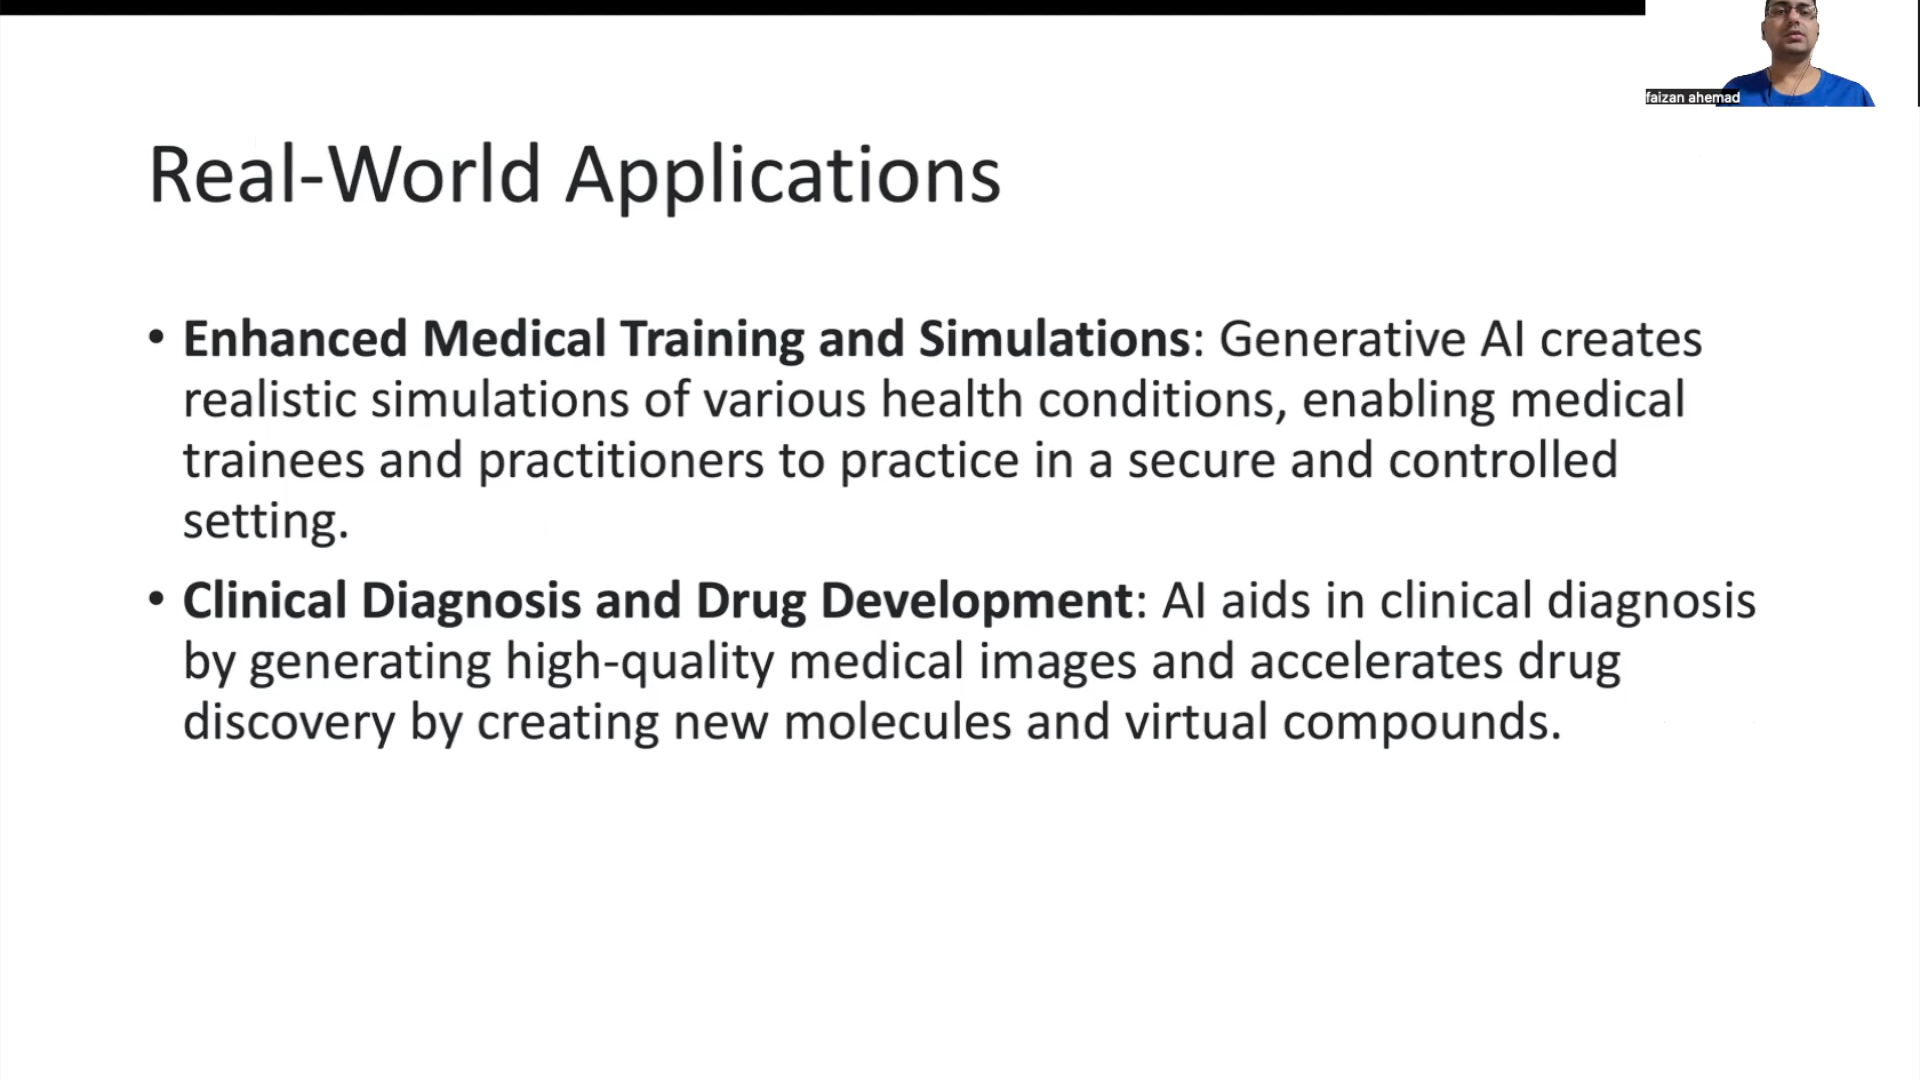 faizan ahemad
Real-World Applications
• Enhanced Medical Training and Simulations: Generative AI creates
realistic simulations of various health conditions, enabling medical
trainees and practitioners to practice in a secure and controlled
setting.
• Clinical Diagnosis and Drug Development: AI aids in clinical diagnosis
by generating high-quality medical images and accelerates drug
discovery by creating new molecules and virtual compounds.